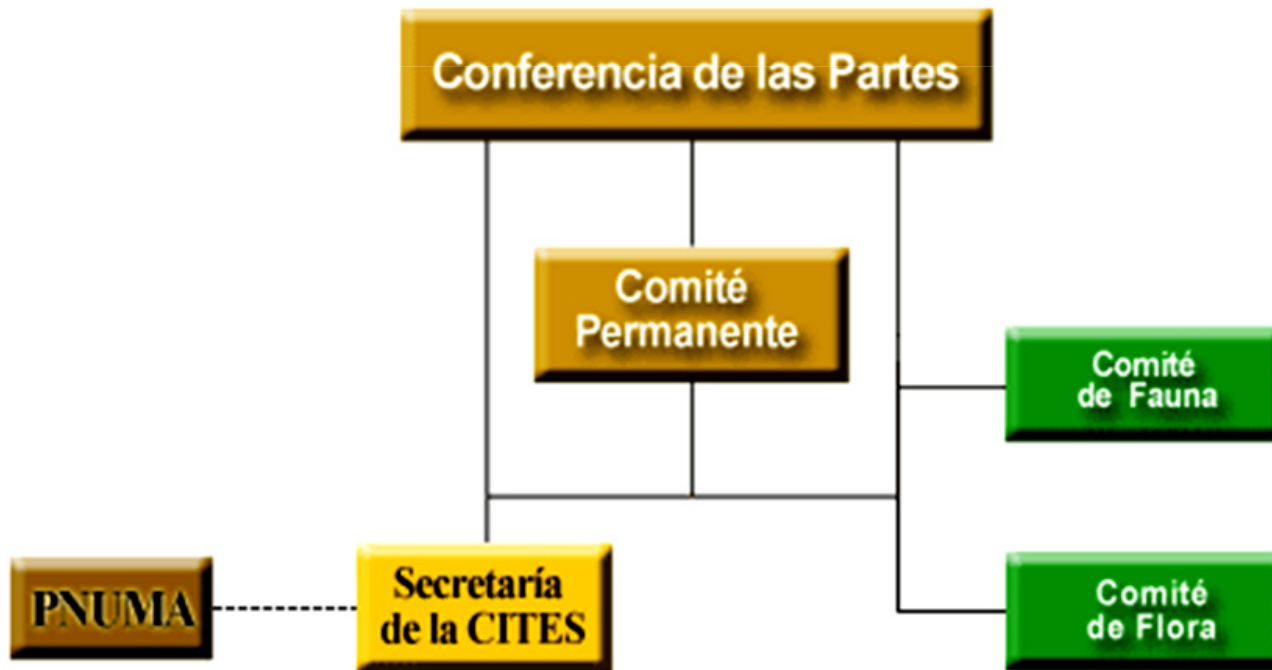 Conferencia de las Partes
Comité
Permanente
Comité
de Fauna
PNUMA
Secretaría
de la CITES
Comité
de Flora